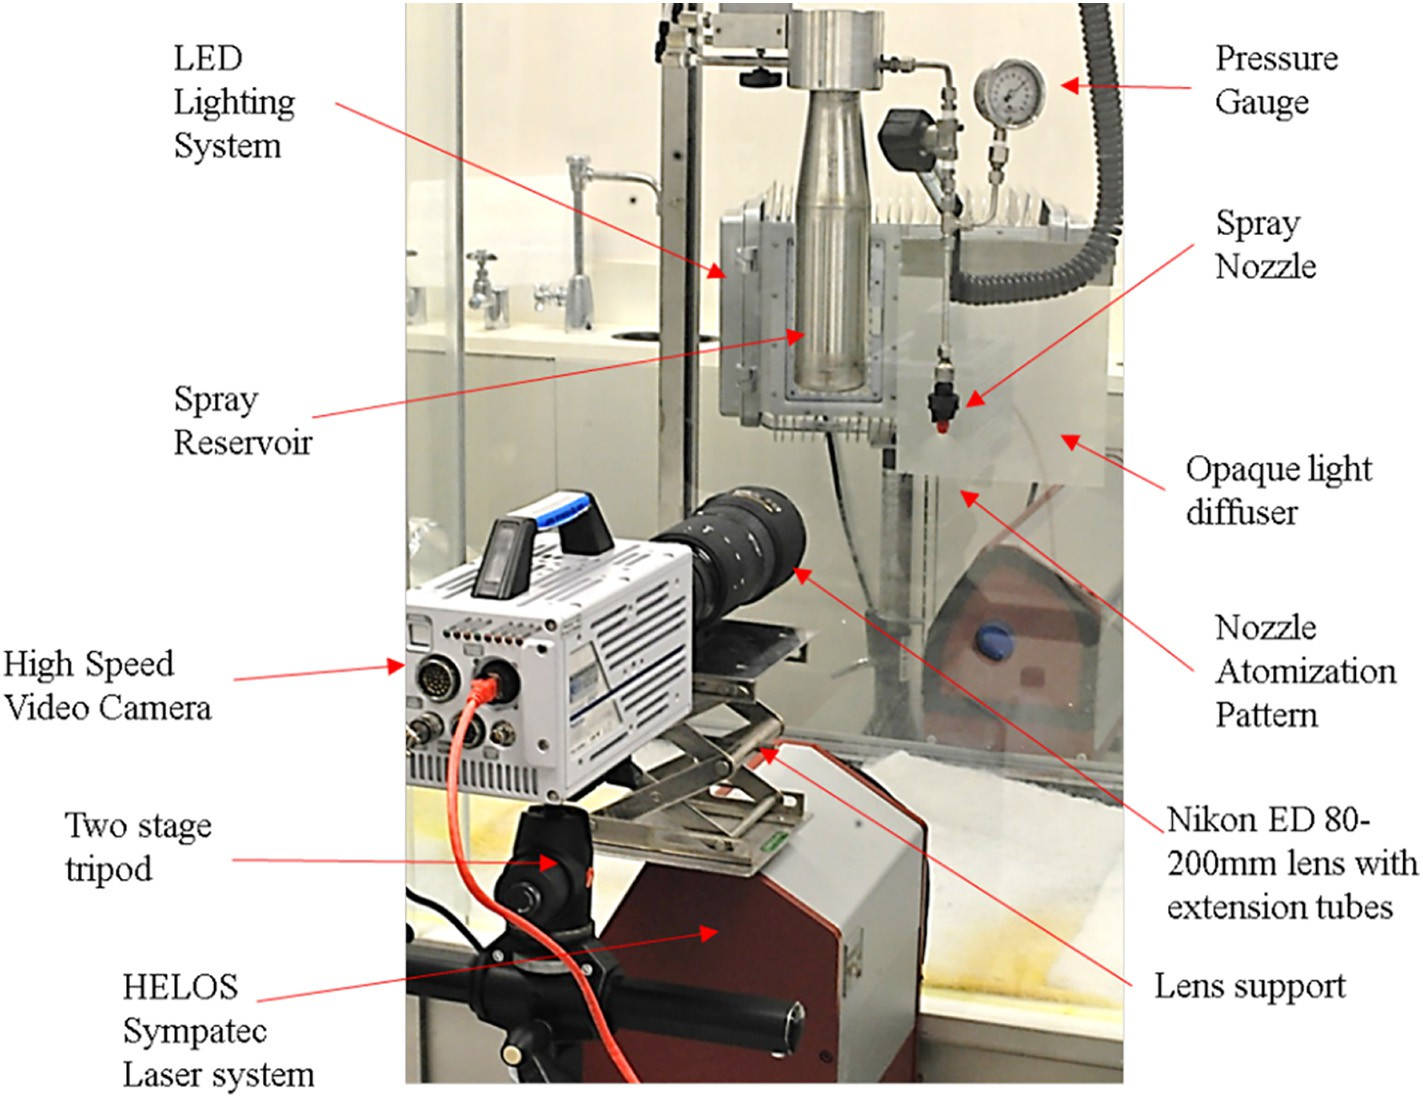 LED
Lighting
System
Pressure
Gauge
Spray
Nozzle
Spray
Reservoir
Opaque light
diffuser
Nozzle
Atomization
Pattern
High Speed
Video Camera
Two stage
tripod
Nikon ED 80-
200mm lens with
extension tubes
HELOS
Sympatec
Laser system
Lens support